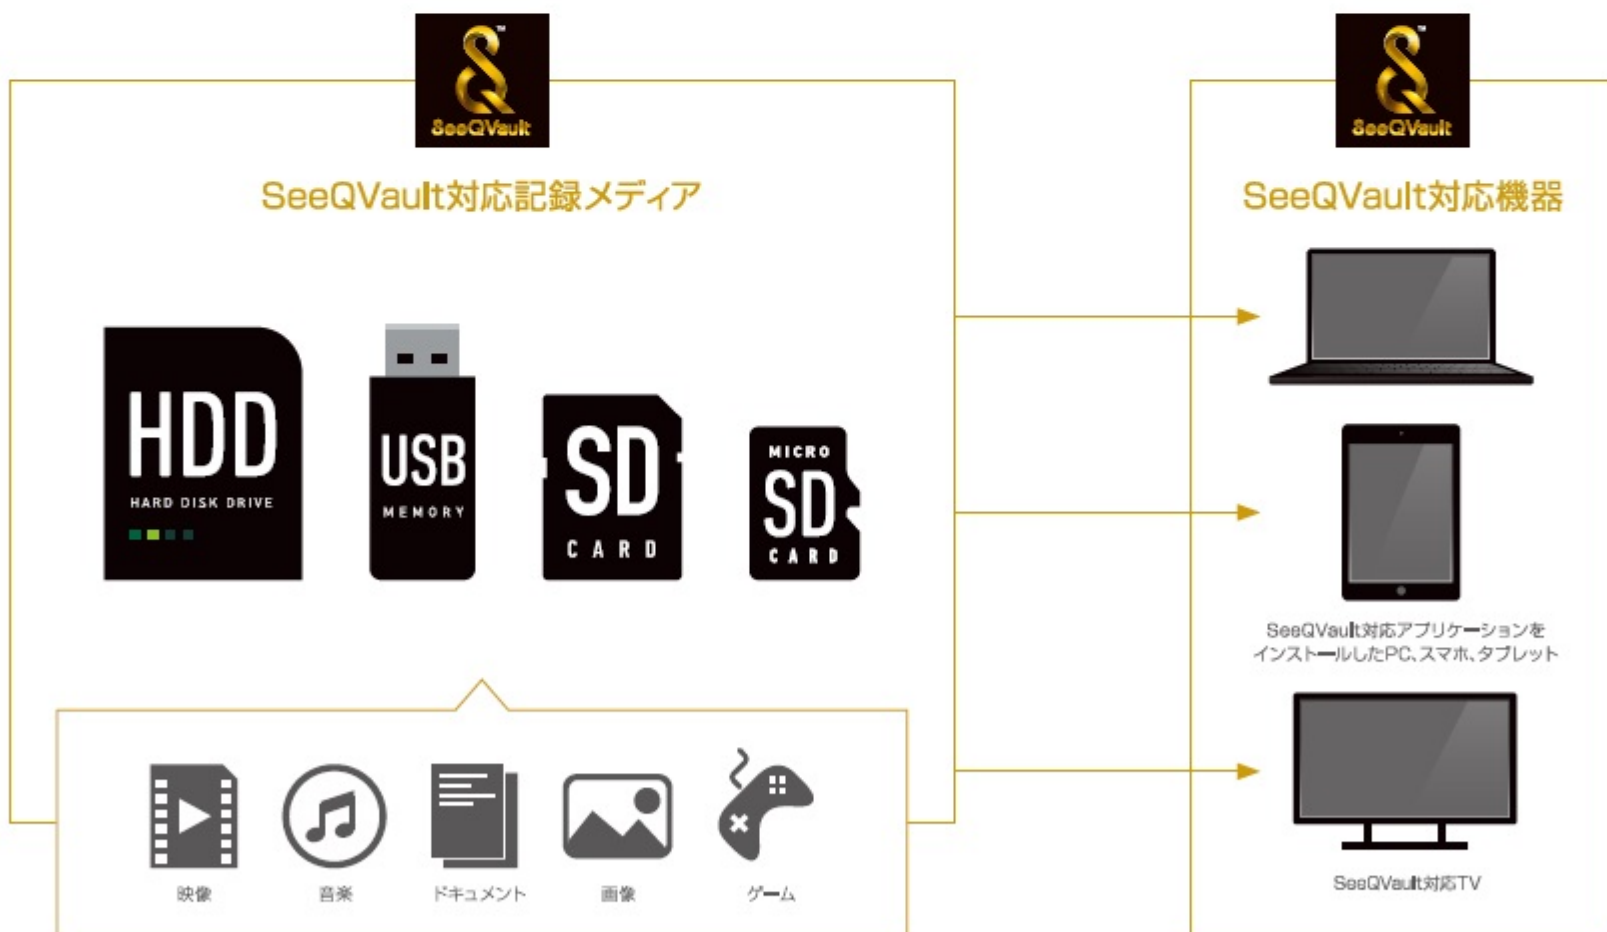 SeeQVault
TM
SeeQVault対応記録メディア
HDD
HARD DISK DRIVE
USB
MEMORY
SD
CARD
MICRO
SD
CARD
映像
音楽
ドキュメント
画像
ゲーム
TM
SeeQVault
SeeQVault対応機器
SeeQVault対応アプリケーションを
インストールしたPC、スマホ、タブレット
SeeQVault対応TV